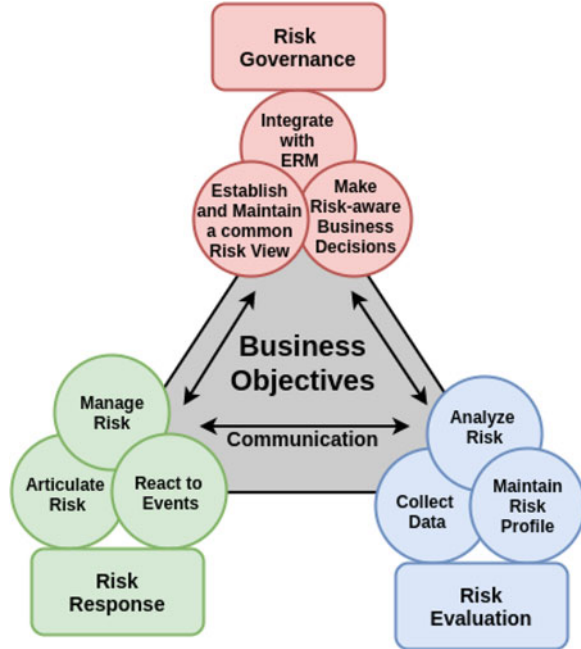 Risk
Governance
Integrate
with
ERM
Establish
and Maintain
a common
Risk View
Make
Risk-aware
Business
Decisions
Business
Objectives
Communication
Manage
Risk
Articulate
Risk
React to
Events
Risk
Response
Analyze
Risk
Collect
Data
Maintain
Risk
Profile
Risk
Evaluation